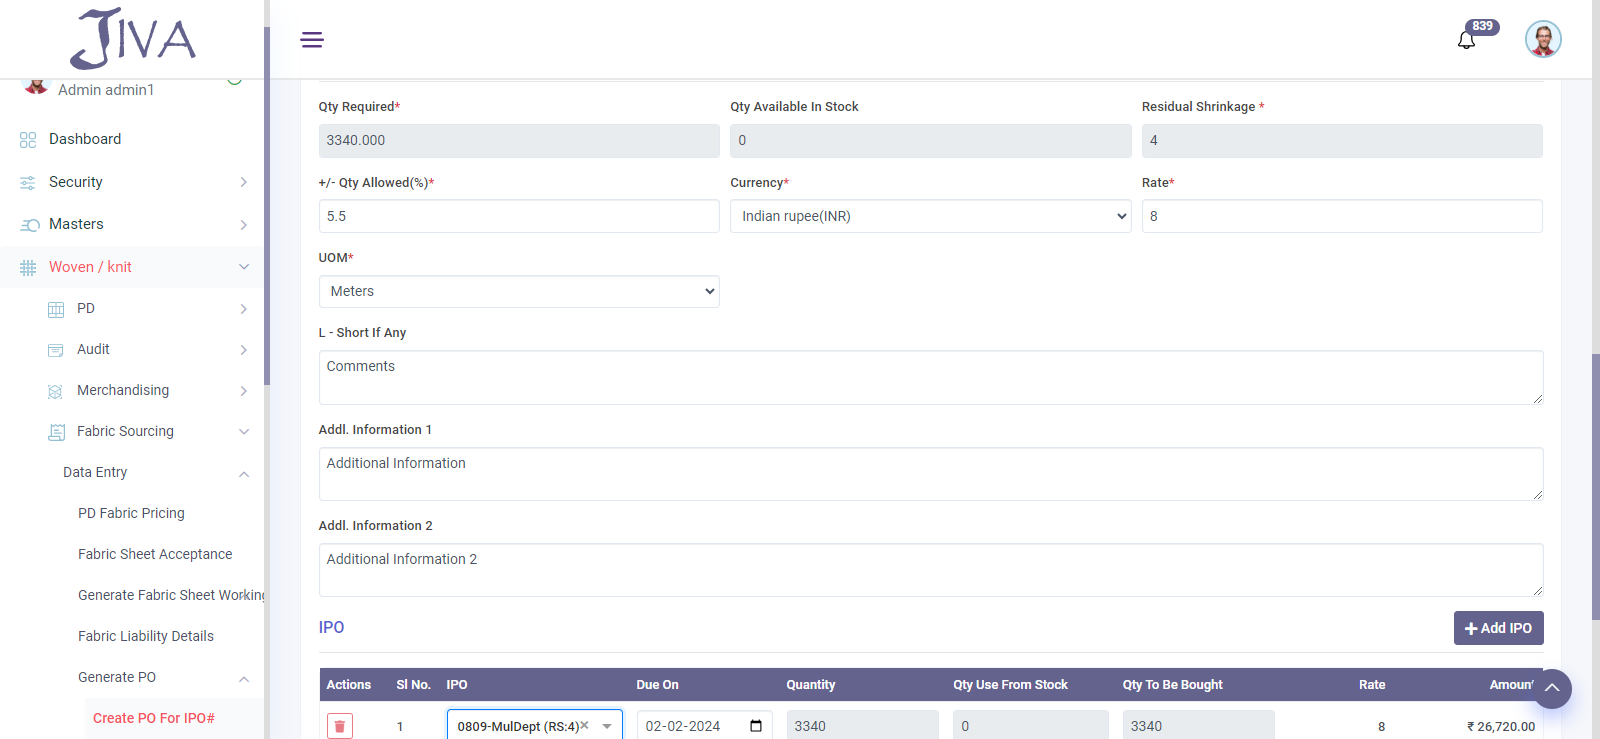 JIVA
839
Admin admin1
Dashboard
Security
Masters
Woven / knit
PD
Audit
Merchandising
Fabric Sourcing
Data Entry
PD Fabric Pricing
Fabric Sheet Acceptance
Generate Fabric Sheet Working
Fabric Liability Details
Generate PO
Create PO For IPO#
Qty Required* Qty Available In Stock Residual Shrinkage *
3340.000 0 4
+/- Qty Allowed(%)* Currency* Rate*
5.5 Indian rupee(INR) 8
UOM*
Meters
L - Short If Any
Comments
Addl. Information 1
Additional Information
Addl. Information 2
Additional Information 2
IPO + Add IPO
Actions Sl No. IPO Due On Quantity Qty Use From Stock Qty To Be Bought Rate Amount
1 0809-MulDept (RS:4)× 02-02-2024 3340 0 3340 8 ₹ 26,720.00